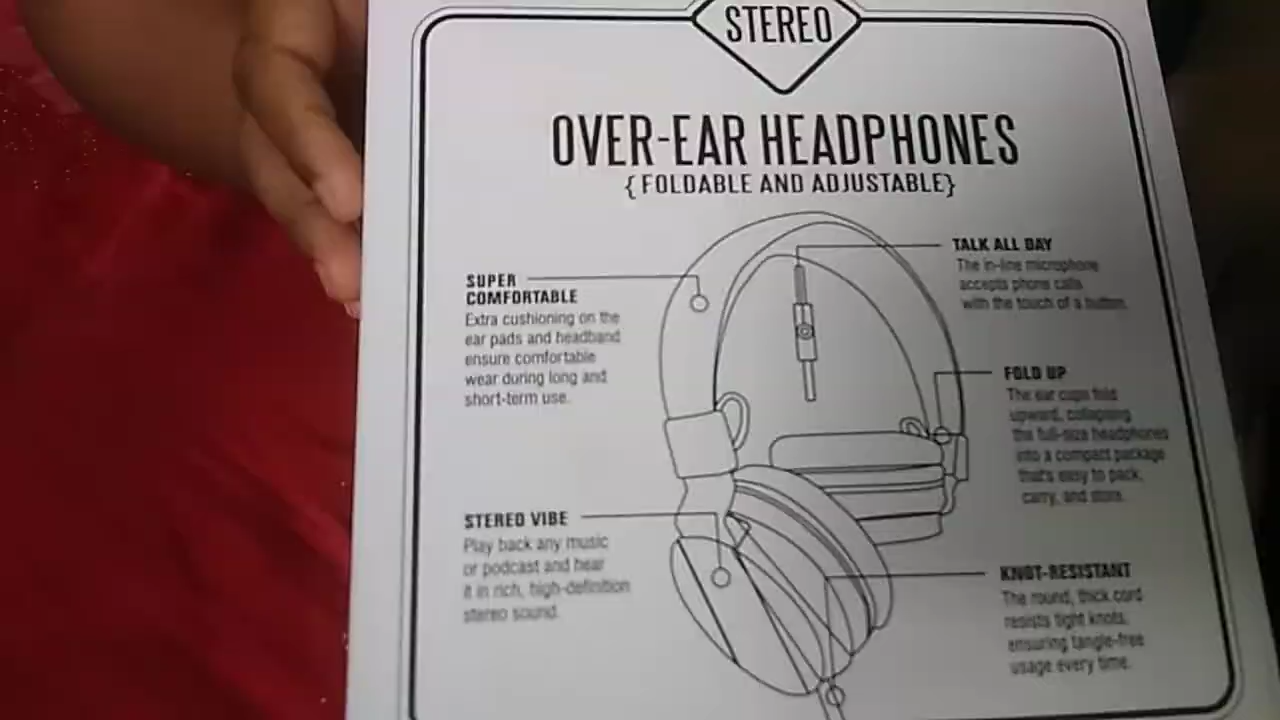 STEREO
OVER-EAR HEADPHONES
{FOLDABLE AND ADJUSTABLE}
SUPER
COMFORTABLE
Extra cushioning on the
ear pads and headband
ensure comfortable
wear during long and
short-term use.
STEREO VIBE
Play back any music
or podcast and hear
it in rich, high-definition
stereo sound.
TALK ALL DAY
The in-line microphone
accepts phone calls
with the touch of a button.
FOLD UP
The ear cups fold
upward, collapsing
the full-size headphones
into a compact package
that's easy to pack,
carry, and store.
KNOT-RESISTANT
The round, thick cord
resists tight knots,
ensuring tangle-free
usage every time.